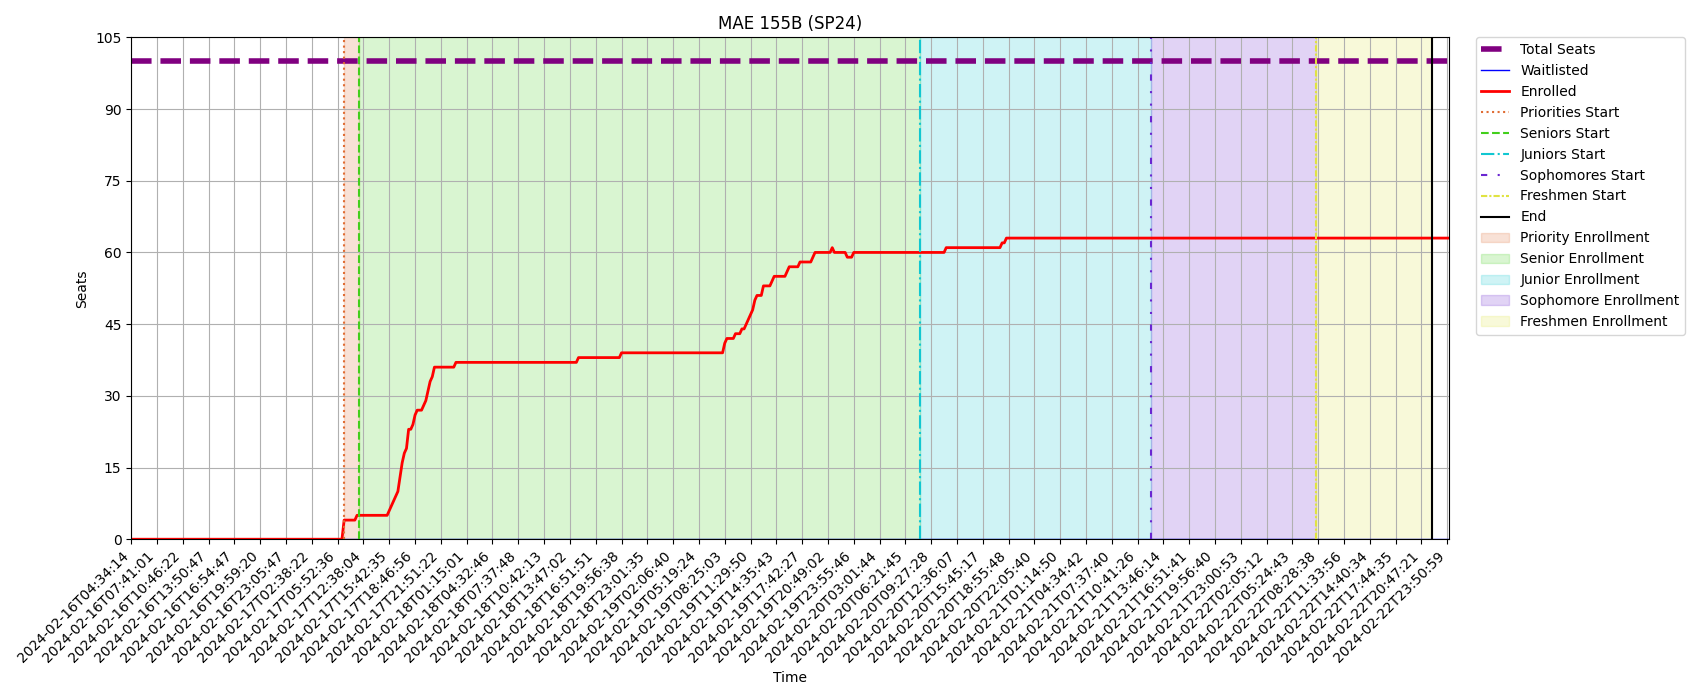 MAE 155B (SP24)
105
90
75
60
45
30
15
0
Seats
2024-02-16T04:34:14
2024-02-16T07:41:01
2024-02-16T10:46:22
2024-02-16T13:50:47
2024-02-16T16:54:47
2024-02-16T19:59:20
2024-02-16T23:05:47
2024-02-17T02:38:22
2024-02-17T05:52:36
2024-02-17T12:38:04
2024-02-17T15:42:35
2024-02-17T18:46:56
2024-02-17T21:51:22
2024-02-18T01:15:01
2024-02-18T04:32:46
2024-02-18T07:37:48
2024-02-18T10:42:13
2024-02-18T13:47:02
2024-02-18T16:51:51
2024-02-18T19:56:38
2024-02-18T23:01:35
2024-02-19T02:06:40
2024-02-19T05:19:24
2024-02-19T08:25:03
2024-02-19T11:29:50
2024-02-19T14:35:43
2024-02-19T17:42:27
2024-02-19T20:49:02
2024-02-19T23:55:46
2024-02-20T03:01:44
2024-02-20T06:21:45
2024-02-20T09:27:28
2024-02-20T12:36:07
2024-02-20T15:45:17
2024-02-20T18:55:48
2024-02-20T22:05:40
2024-02-21T01:14:50
2024-02-21T04:34:42
2024-02-21T07:37:40
2024-02-21T10:41:26
2024-02-21T13:46:14
2024-02-21T16:51:41
2024-02-21T19:56:40
2024-02-21T23:00:53
2024-02-22T02:05:12
2024-02-22T05:24:43
2024-02-22T08:28:38
2024-02-22T11:33:56
2024-02-22T14:40:34
2024-02-22T17:44:35
2024-02-22T20:47:21
2024-02-22T23:50:59
Time
Total Seats
Waitlisted
Enrolled
Priorities Start
Seniors Start
Juniors Start
Sophomores Start
Freshmen Start
End
Priority Enrollment
Senior Enrollment
Junior Enrollment
Sophomore Enrollment
Freshmen Enrollment